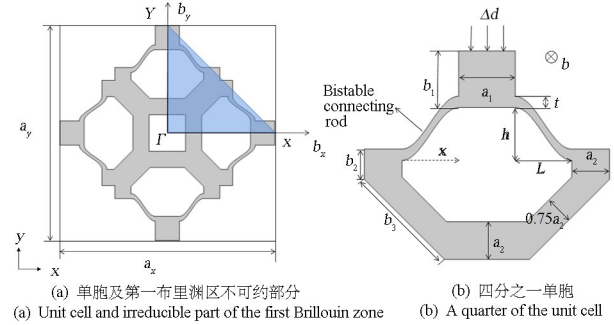 Y
b_y
a_y
Γ
X
b_x
y
x
a_x
(a) 单胞及第一布里渊区不可约部分
(a) Unit cell and irreducible part of the first Brillouin zone
Δd
b
b_1
a_1
t
Bistable
connecting
rod
h
b_2
x
L
a_2
0.75a_2
b_3
a_2
(b) 四分之一单胞
(b) A quarter of the unit cell